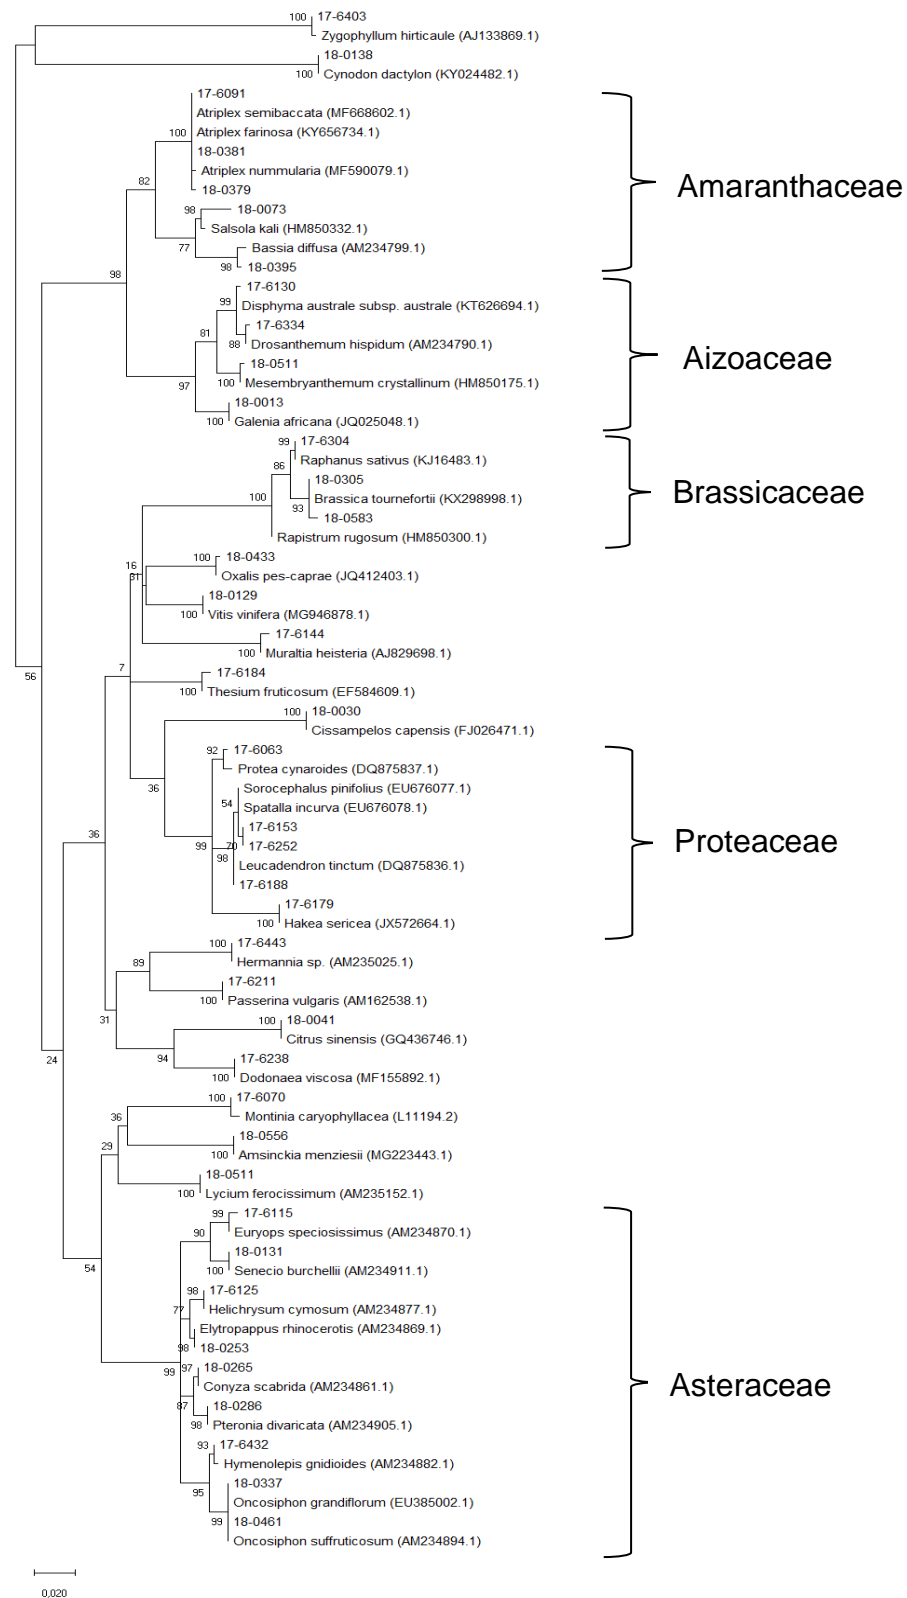 100 17-6403
Zygophyllum hirticaule (AJ133869.1)
18-0138
100 Cynodon dactylon (KY024482.1)
17-6091
Atriplex semibaccata (MF668602.1)
100 Atriplex farinosa (KY656734.1)
18-0381
Atriplex nummularia (MF590079.1)
82 18-0379
Amaranthaceae
98 18-0073
Salsola kali (HM850332.1)
77 Bassia diffusa (AM234799.1)
98 18-0395
98
17-6130
99 Disphyma australe subsp. australe (KT626694.1)
17-6334
81 88 Drosanthemum hispidum (AM234790.1)
Aizoaceae
18-0511
100 Mesembryanthemum crystallinum (HM850175.1)
97 18-0013
100 Galenia africana (JQ025048.1)
99 17-6304
86 Raphanus sativus (KJ16483.1)
18-0305
100 Brassica tournefortii (KX298998.1)
Brassicaceae
93 18-0583
Rapistrum rugosum (HM850300.1)
100 18-0433
16
31 Oxalis pes-caprae (JQ412403.1)
18-0129
100 Vitis vinifera (MG946878.1)
17-6144
100 Muraltia heisteria (AJ829698.1)
7 17-6184
56 100 Thesium fruticosum (EF584609.1)
100 18-0030
Cissampelos capensis (FJ026471.1)
92 17-6063
Protea cynaroides (DQ875837.1)
36 Sorocephalus pinifolius (EU676077.1)
54 Spatalla incurva (EU676078.1)
17-6153
36 99 70 17-6252
Proteaceae
98 Leucadendron tinctum (DQ875836.1)
17-6188
17-6179
100 Hakea sericea (JX572664.1)
100 17-6443
89 Hermannia sp. (AM235025.1)
17-6211
100 Passerina vulgaris (AM162538.1)
31 100 18-0041
Citrus sinensis (GQ436746.1)
24 94 17-6238
100 Dodonaea viscosa (MF155892.1)
100 17-6070
36 Montinia caryophyllacea (L11194.2)
18-0556
29 100 Amsinckia menziesii (MG223443.1)
18-0511
100 Lycium ferocissimum (AM235152.1)
99 17-6115
90 Euryops speciosissimus (AM234870.1)
18-0131
54 100 Senecio burchellii (AM234911.1)
98 17-6125
77 Helichrysum cymosum (AM234877.1)
Elytropappus rhinocerotis (AM234869.1)
98 18-0253
99 97 18-0265
Conyza scabrida (AM234861.1)
Asteraceae
87 18-0286
98 Pteronia divaricata (AM234905.1)
93 17-6432
Hymenolepis gnidioides (AM234882.1)
95 18-0337
Oncosiphon grandiflorum (EU385002.1)
99 18-0461
Oncosiphon suffruticosum (AM234894.1)
0,020